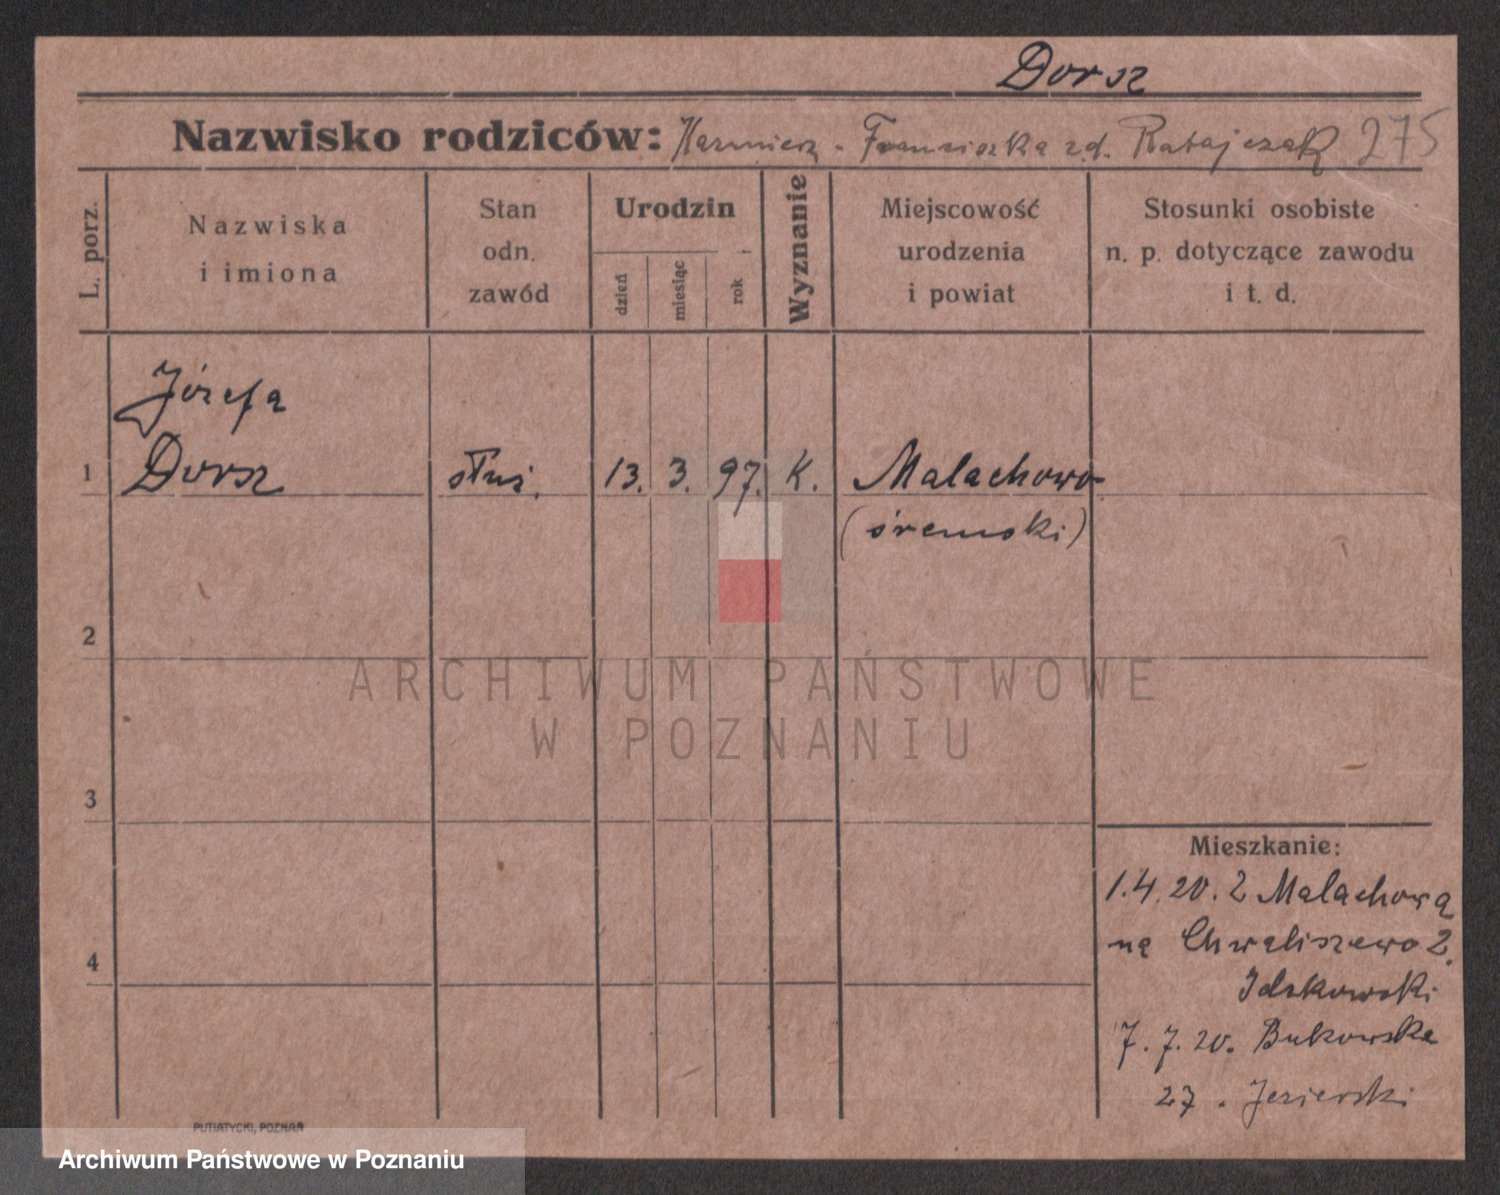 Dorsz
Nazwisko rodziców: Kazmierz - Franciszka zd. Ratajczak 275
L. porz.
Nazwiska
i imiona
Stan
odn.
zawód
Urodzin
dzień
miesiąc
rok
Wyznanie
Miejscowość
urodzenia
i powiat
Stosunki osobiste
n. p. dotyczące zawodu
i t. d.
Józefa
1 Dorsz służ. 13. 3. 97. K. Malachowo
(śremski)
2
ARCHIWUM PAŃSTWOWE
W POZNANIU
3
Mieszkanie:
1.4.20. Z Malachowa
na Chwaliszewo 2.
4
7.7.20. Bukowska
27. Jezierski
PUTIATYCKI, POZNAŃ
Archiwum Państwowe w Poznaniu